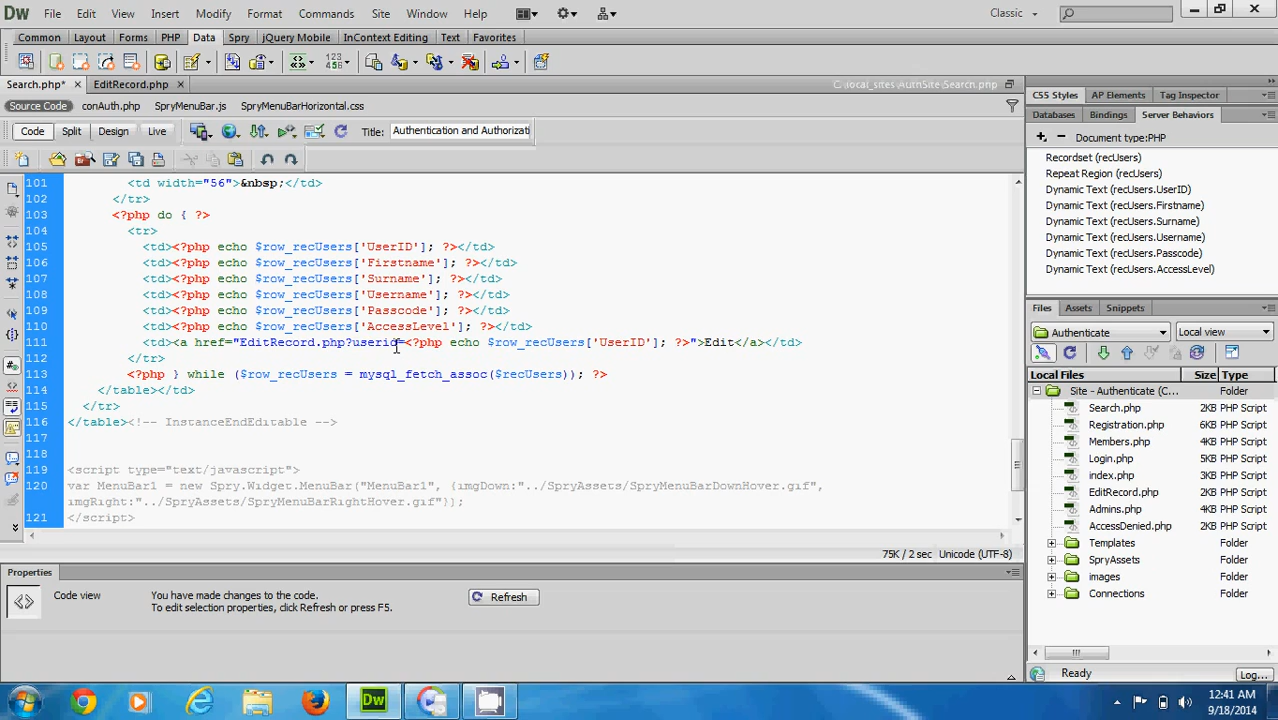 Dw File Edit View Insert Modify Format Commands Site Window Help Classic
Common Layout Forms PHP Data Spry jQuery Mobile InContext Editing Text Favorites
Search.php* × EditRecord.php × C:\local_sites\AuthSite\Search.php
Source Code conAuth.php SpryMenuBar.js SpryMenuBarHorizontal.css
Code Split Design Live Title: Authentication and Authorizati
101 <td width="56">&nbsp;</td>
102 </tr>
103 <?php do { ?>
104 <tr>
105 <td><?php echo $row_recUsers['UserID']; ?></td>
106 <td><?php echo $row_recUsers['Firstname']; ?></td>
107 <td><?php echo $row_recUsers['Surname']; ?></td>
108 <td><?php echo $row_recUsers['Username']; ?></td>
109 <td><?php echo $row_recUsers['Passcode']; ?></td>
110 <td><?php echo $row_recUsers['AccessLevel']; ?></td>
111 <td><a href="EditRecord.php?userid=<?php echo $row_recUsers['UserID']; ?>">Edit</a></td>
112 </tr>
113 <?php } while ($row_recUsers = mysql_fetch_assoc($recUsers)); ?>
114 </table></td>
115 </tr>
116 </table><!-- InstanceEndEditable -->
117
118
119 <script type="text/javascript">
120 var MenuBar1 = new Spry.Widget.MenuBar("MenuBar1", {imgDown:"../SpryAssets/SpryMenuBarDownHover.gif",
imgRight:"../SpryAssets/SpryMenuBarRightHover.gif"});
121 </script>
75K / 2 sec Unicode (UTF-8)
Properties
Code view You have made changes to the code. Refresh
To edit selection properties, click Refresh or press F5.
CSS Styles AP Elements Tag Inspector
Databases Bindings Server Behaviors
Document type:PHP
Recordset (recUsers)
Repeat Region (recUsers)
Dynamic Text (recUsers.UserID)
Dynamic Text (recUsers.Firstname)
Dynamic Text (recUsers.Surname)
Dynamic Text (recUsers.Username)
Dynamic Text (recUsers.Passcode)
Dynamic Text (recUsers.AccessLevel)
Files Assets Snippets
Authenticate Local view
Local Files Size Type
Site - Authenticate (C... Folder
Search.php 2KB PHP Script
Registration.php 6KB PHP Script
Members.php 2KB PHP Script
Login.php 2KB PHP Script
index.php 2KB PHP Script
EditRecord.php 2KB PHP Script
Admins.php 2KB PHP Script
AccessDenied.php 2KB PHP Script
Templates Folder
SpryAssets Folder
images Folder
Connections Folder
Ready Log...
Dw 12:41 AM
9/18/2014